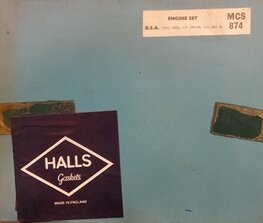 ENGINE SET
MCS
B.S.A.
874
HALLS
Gaskets
MADE IN ENGLAND